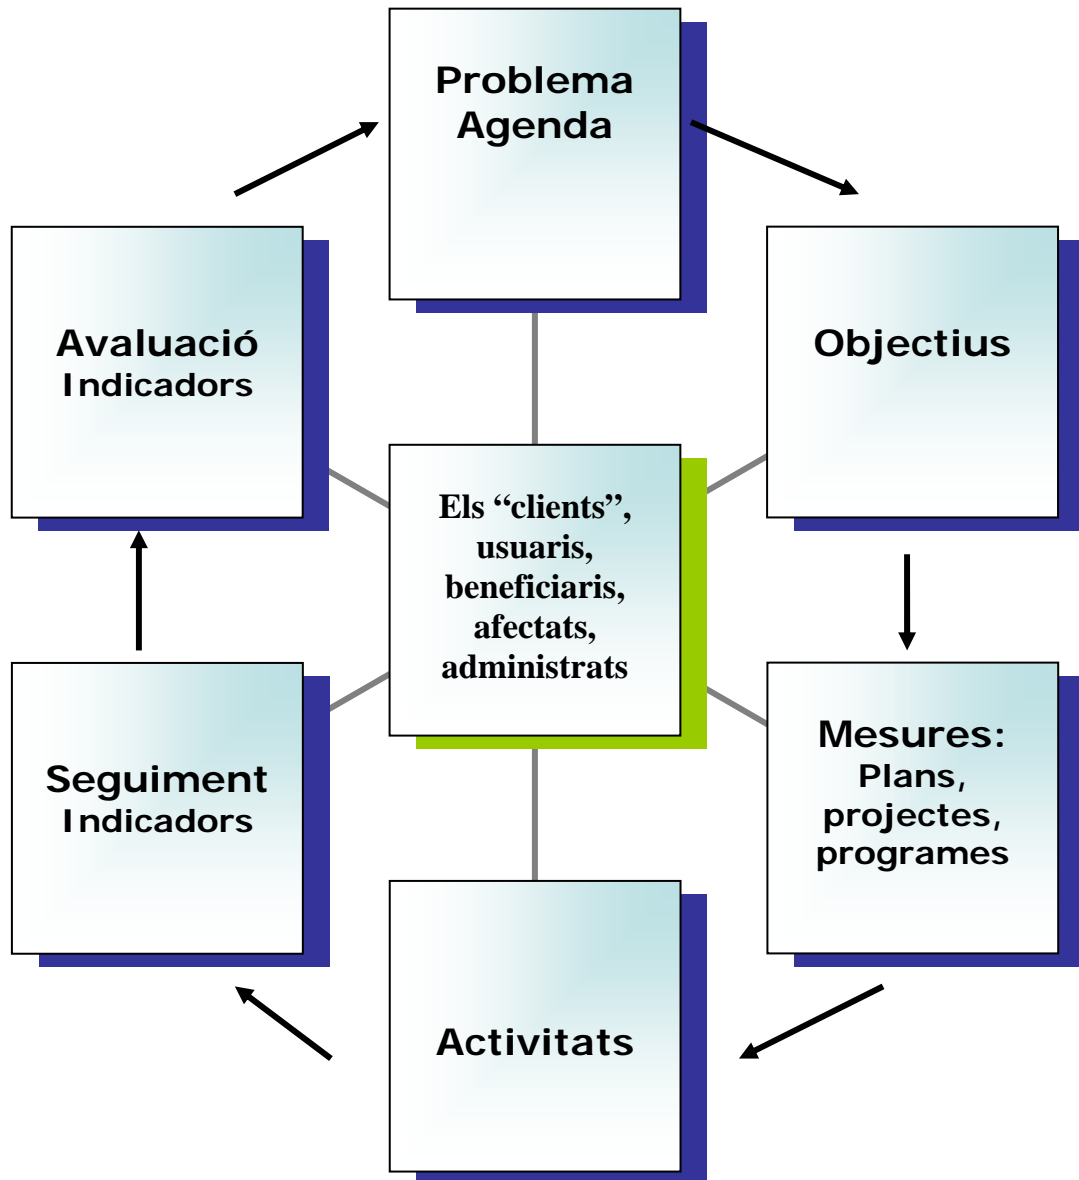 Problema
Agenda
Objectius
Mesures:
Plans,
projectes,
programes
Activitats
Seguiment
Indicadors
Avaluació
Indicadors
Els “clients”,
usuaris,
beneficiaris,
afectats,
administrats